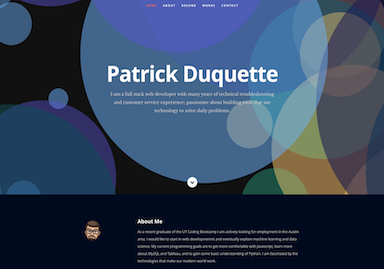 HOME ABOUT RESUME WORKS CONTACT
Patrick Duquette
I am a full stack web developer with many years of technical troubleshooting
and customer service experience; passionate about building tools that use
technology to solve daily problems.
About Me
As a recent graduate of the UT Coding Bootcamp I am actively looking for employment in the Austin
area. I would like to start in web developement and eventually explore machine learning and data
science. My current programming goals are to get more comfortable with Javascript, learn more
about MySQL and Tableau, and to gain some basic understanding of Python. I am fascinated by the
technologies that make our modern world work.